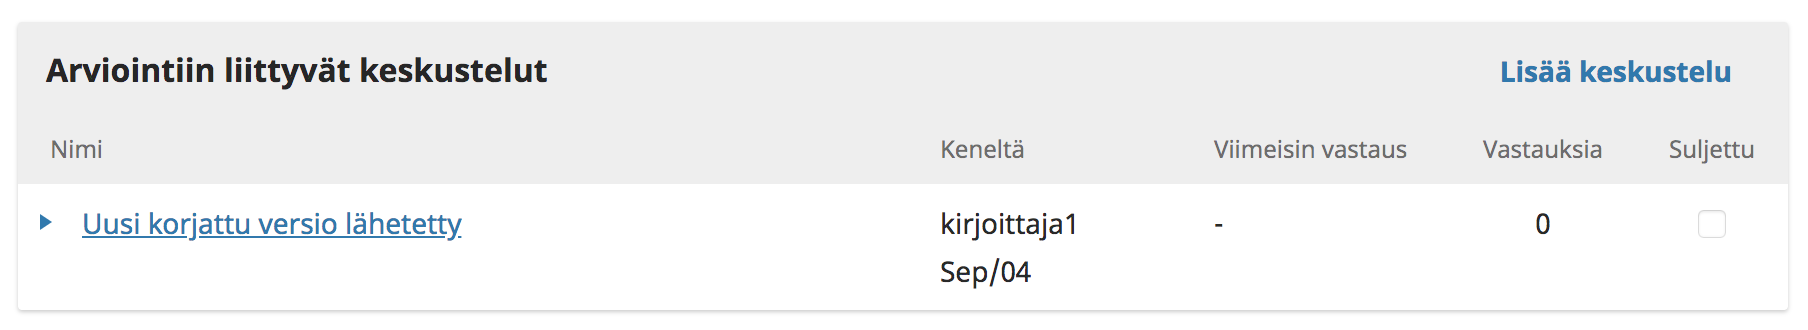 Arviointiin liittyvät keskustelut Lisää keskustelu
Nimi Keneltä Viimeisin vastaus Vastauksia Suljettu
Uusi korjattu versio lähetetty kirjoittaja1 - 0
Sep/04